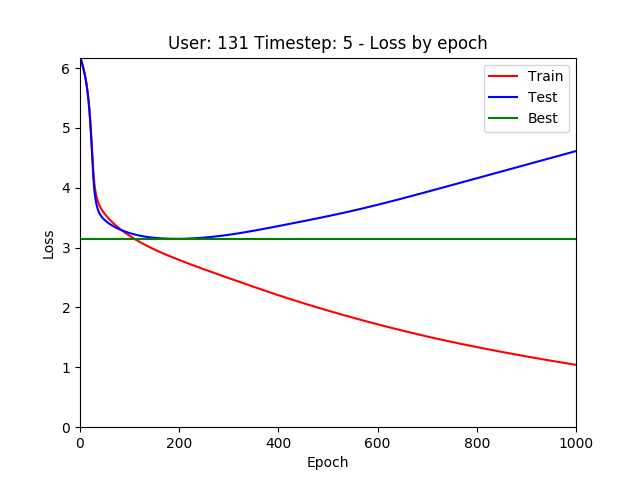 User: 131 Timestep: 5 - Loss by epoch
Train
Test
Best
6
5
4
3
2
1
0
Loss
0 200 400 600 800 1000
Epoch